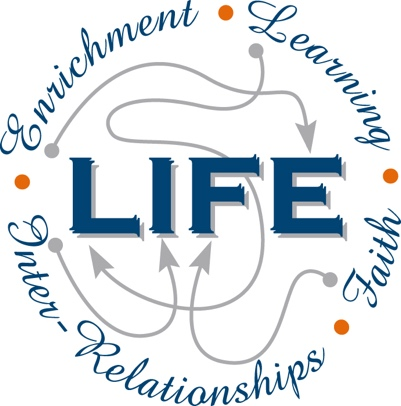 Enrichment • Learning • Faith • Inter-Relationships •
LIFE